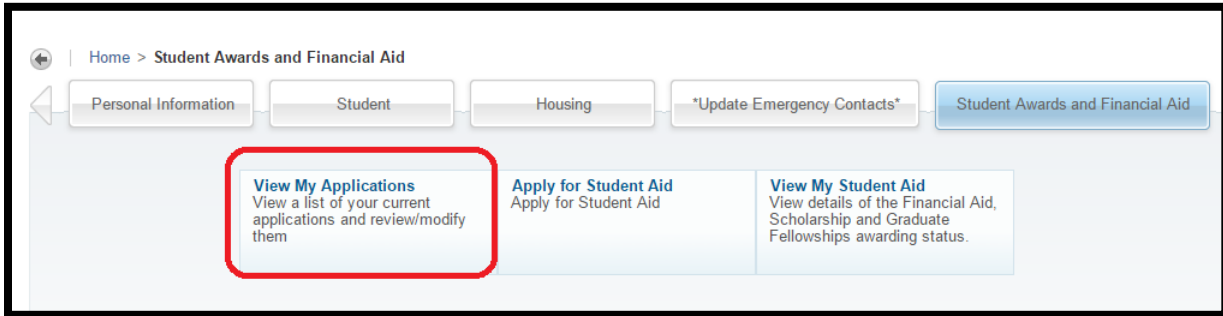 Home > Student Awards and Financial Aid
Personal Information
Student
Housing
*Update Emergency Contacts*
Student Awards and Financial Aid
View My Applications
View a list of your current
applications and review/modify
them
Apply for Student Aid
Apply for Student Aid
View My Student Aid
View details of the Financial Aid,
Scholarship and Graduate
Fellowships awarding status.